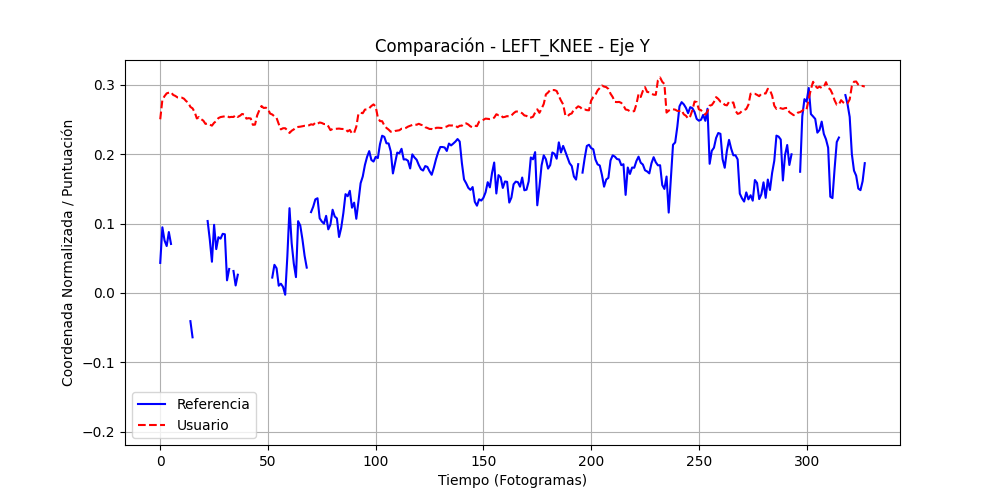 Comparación - LEFT_KNEE - Eje Y
Coordenada Normalizada / Puntuación
0.3
0.2
0.1
0.0
−0.1
−0.2
Referencia
Usuario
0 50 100 150 200 250 300
Tiempo (Fotogramas)